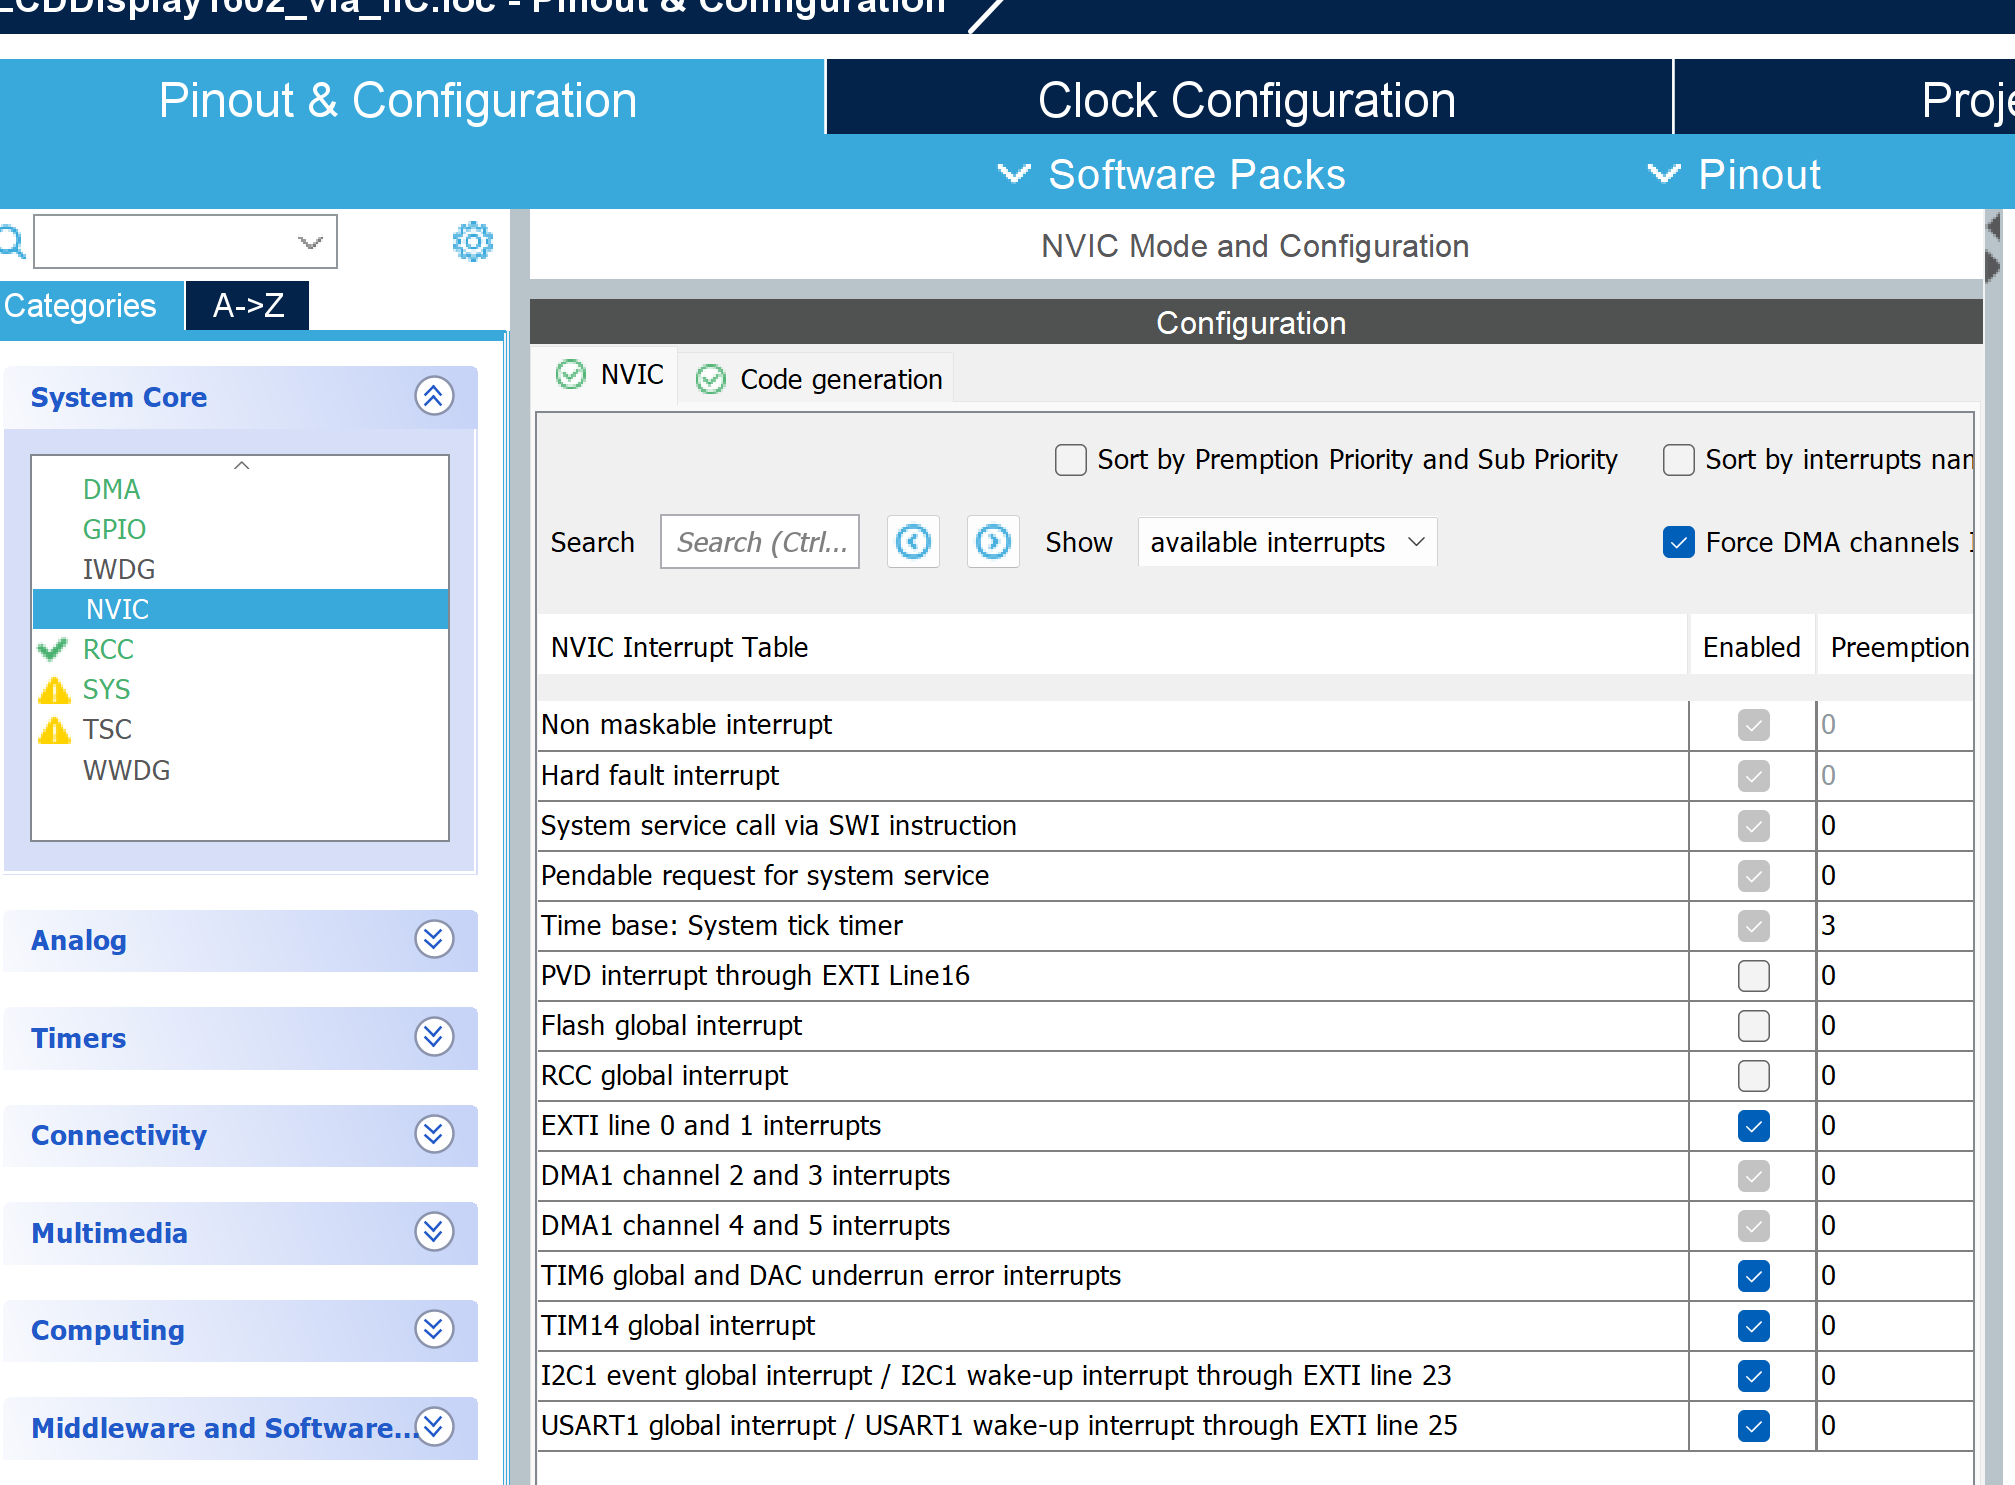 LCDDisplay1602_via_IIC.ioc - Pinout & Configuration
Pinout & Configuration
Clock Configuration
Proje
Software Packs
Pinout
NVIC Mode and Configuration
Categories
A->Z
Configuration
NVIC
Code generation
System Core
DMA
GPIO
IWDG
NVIC
RCC
SYS
TSC
WWDG
Analog
Timers
Connectivity
Multimedia
Computing
Middleware and Software...
Sort by Premption Priority and Sub Priority
Sort by interrupts nam
Search
Search (Ctrl...
Show
available interrupts
Force DMA channels I
NVIC Interrupt Table Enabled Preemption
Non maskable interrupt 0
Hard fault interrupt 0
System service call via SWI instruction 0
Pendable request for system service 0
Time base: System tick timer 3
PVD interrupt through EXTI Line16 0
Flash global interrupt 0
RCC global interrupt 0
EXTI line 0 and 1 interrupts 0
DMA1 channel 2 and 3 interrupts 0
DMA1 channel 4 and 5 interrupts 0
TIM6 global and DAC underrun error interrupts 0
TIM14 global interrupt 0
I2C1 event global interrupt / I2C1 wake-up interrupt through EXTI line 23 0
USART1 global interrupt / USART1 wake-up interrupt through EXTI line 25 0